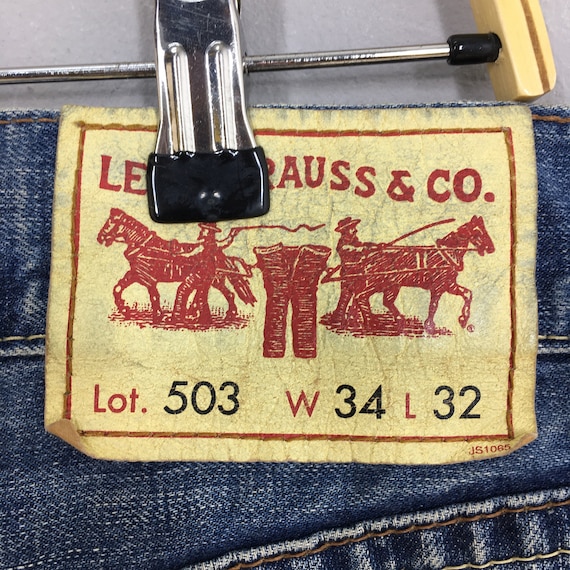 LE RAUSS & CO.
®
Lot. 503 W 34 L 32
JS1065